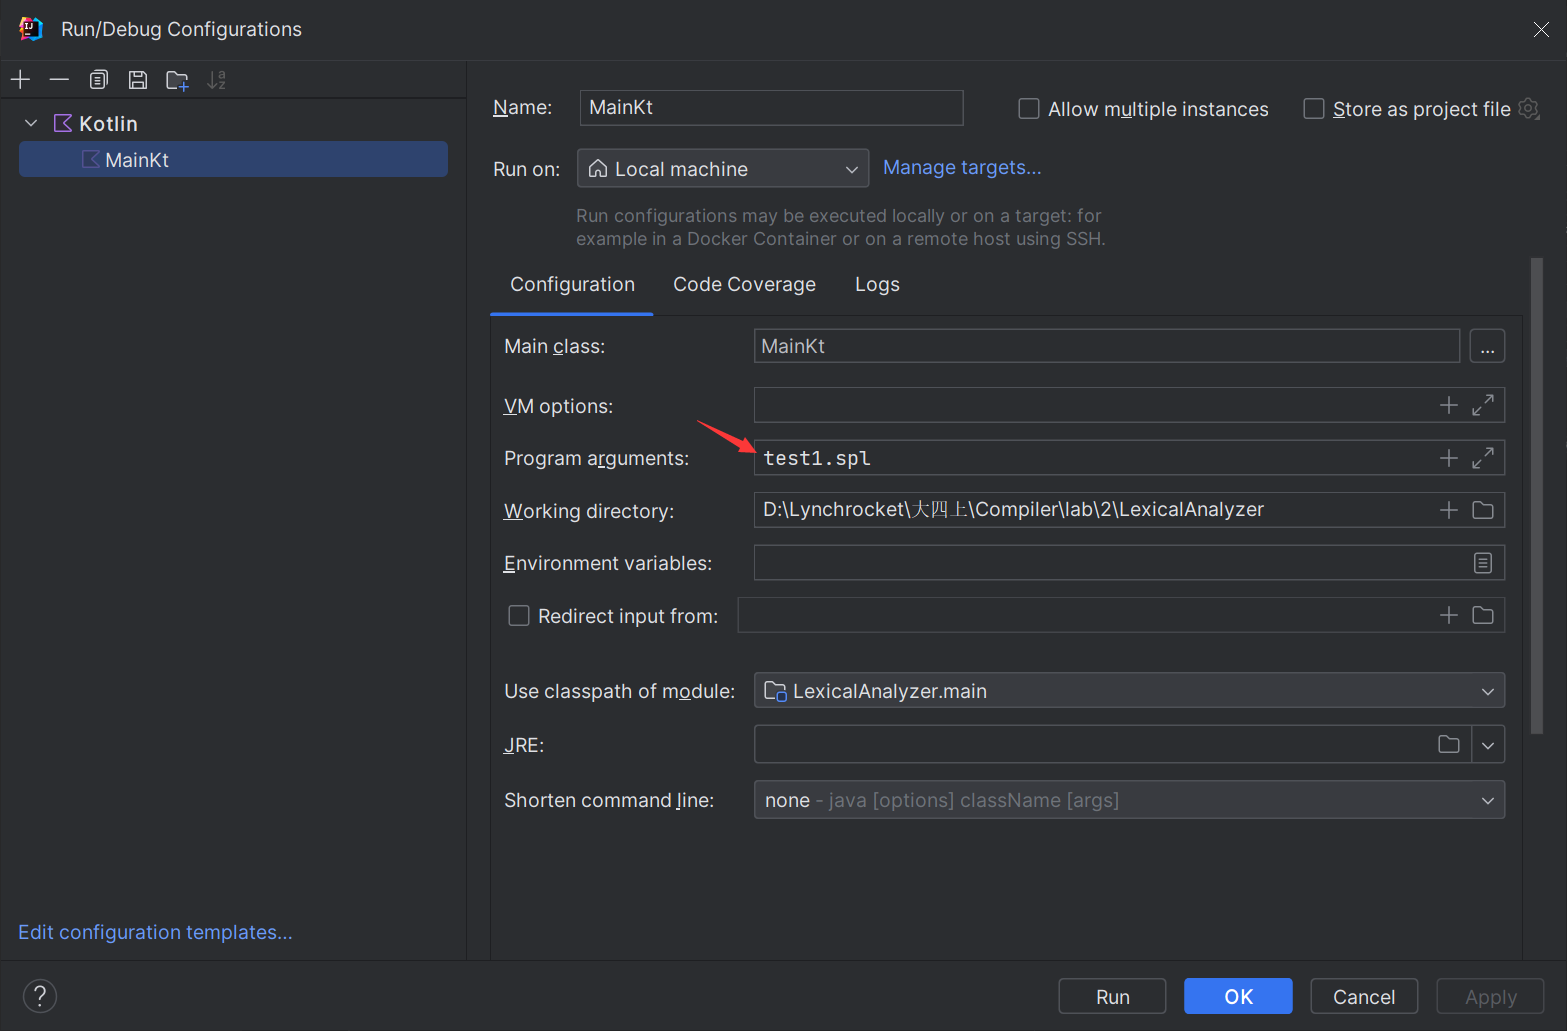 Run/Debug Configurations
Kotlin
MainKt
Name: MainKt
Allow multiple instances
Store as project file
Run on: Local machine
Manage targets...
Run configurations may be executed locally or on a target: for
example in a Docker Container or on a remote host using SSH.
Configuration
Code Coverage
Logs
Main class: MainKt
...
VM options:
Program arguments: test1.spl
Working directory: D:\Lynchrocket\大四上\Compiler\lab\2\LexicalAnalyzer
Environment variables:
Redirect input from:
Use classpath of module: LexicalAnalyzer.main
JRE:
Shorten command line: none - java [options] className [args]
Edit configuration templates...
?
Run
OK
Cancel
Apply